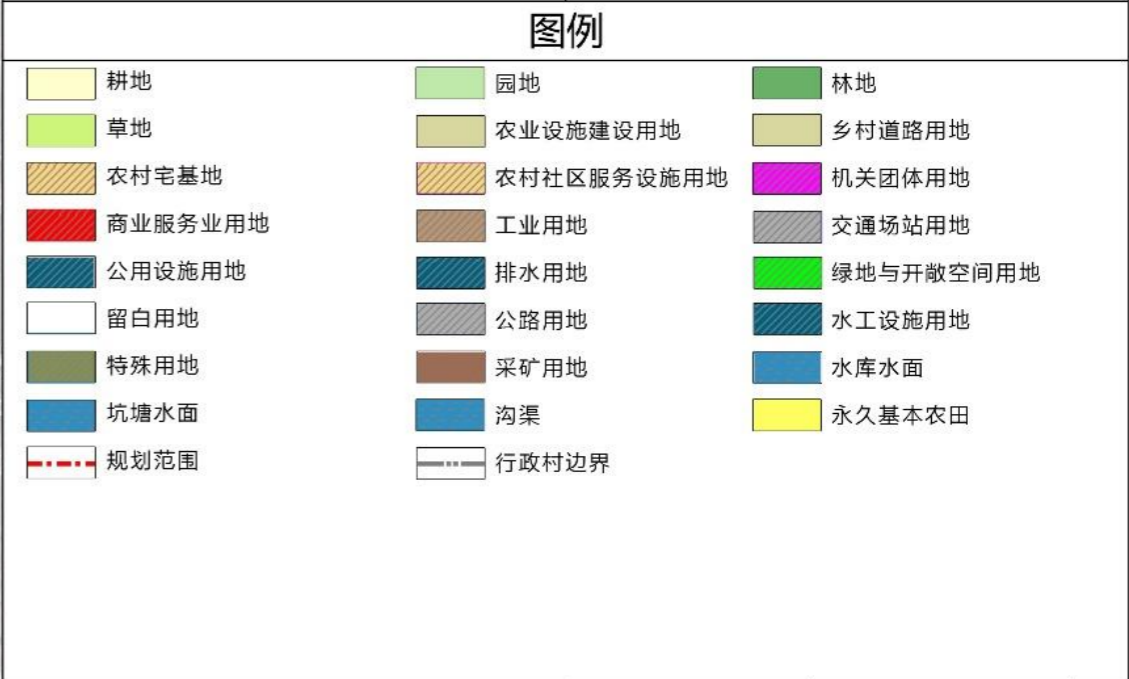 图例
耕地 园地 林地
草地 农业设施建设用地 乡村道路用地
农村宅基地 农村社区服务设施用地 机关团体用地
商业服务业用地 工业用地 交通场站用地
公用设施用地 排水用地 绿地与开敞空间用地
留白用地 公路用地 水工设施用地
特殊用地 采矿用地 水库水面
坑塘水面 沟渠 永久基本农田
规划范围 行政村边界